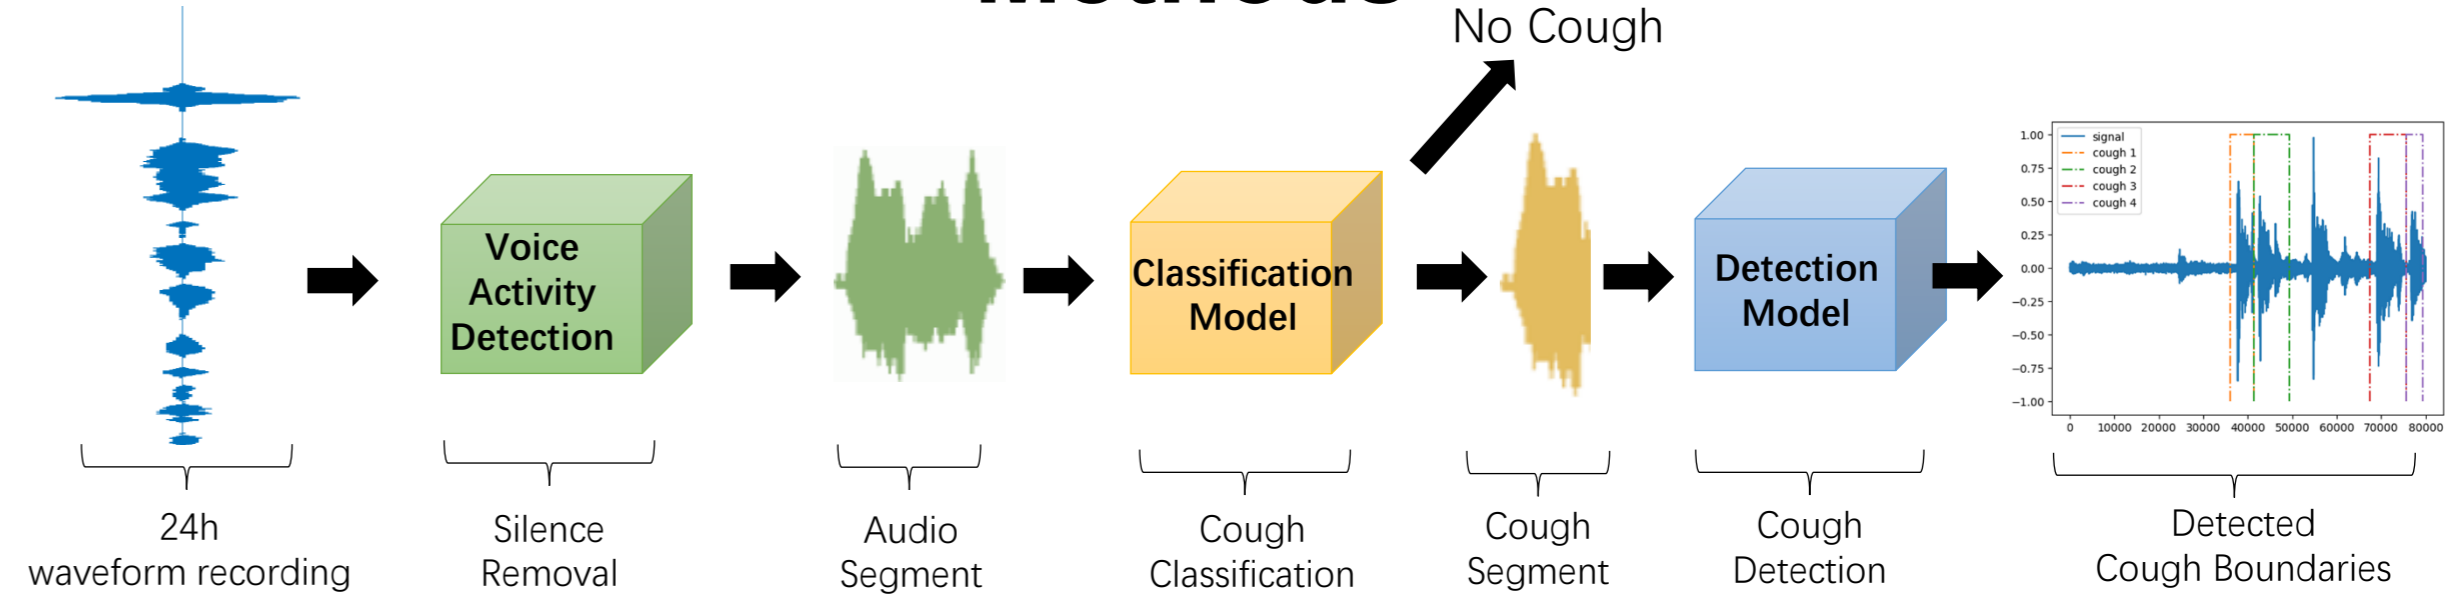 No Cough
Voice
Activity
Detection
Classification
Model
Detection
Model
1.00
0.75
0.50
0.25
0.00
−0.25
−0.50
−0.75
−1.00
signal
cough 1
cough 2
cough 3
cough 4
0 10000 20000 30000 40000 50000 60000 70000 80000
24h
waveform recording
Silence
Removal
Audio
Segment
Cough
Classification
Cough
Segment
Cough
Detection
Detected
Cough Boundaries